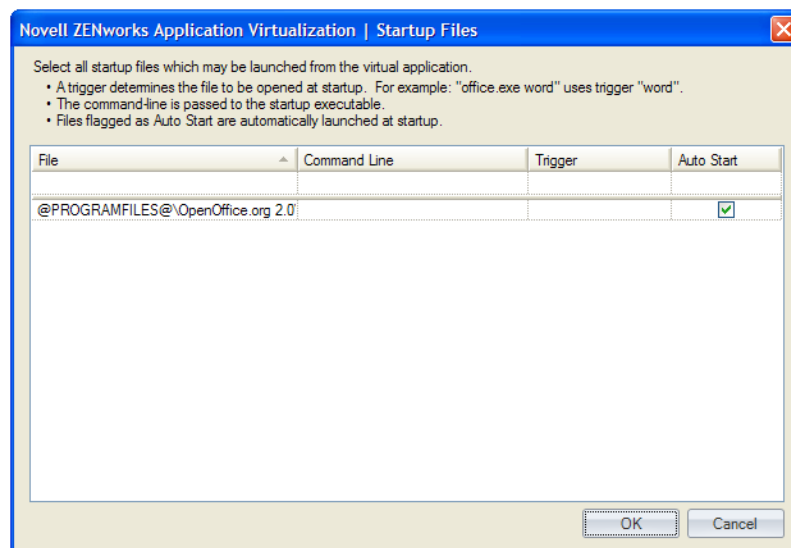 Novell ZENworks Application Virtualization | Startup Files
Select all startup files which may be launched from the virtual application.
• A trigger determines the file to be opened at startup. For example: "office.exe word" uses trigger "word".
• The command-line is passed to the startup executable.
• Files flagged as Auto Start are automatically launched at startup.
File Command Line Trigger Auto Start
@PROGRAMFILES@\OpenOffice.org 2.0\
OK Cancel